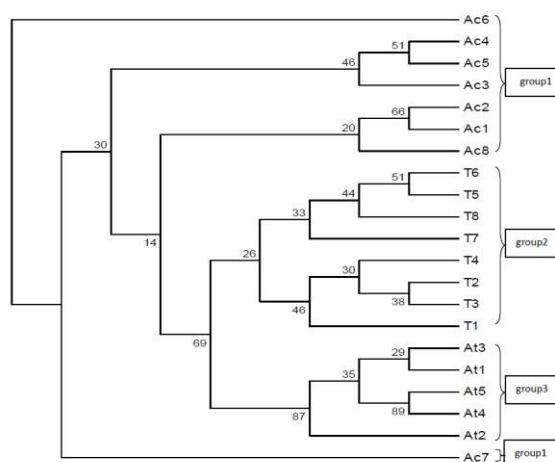 Ac6
51
Ac4
Ac5
46
Ac3
group1
30
Ac2
66
Ac1
20
Ac8
T6
51
T5
44
T8
33
T7
group2
14
26
T4
30
T2
38
T3
46
T1
69
At3
29
At1
35
At5
group3
89
At4
87
At2
Ac7
group1